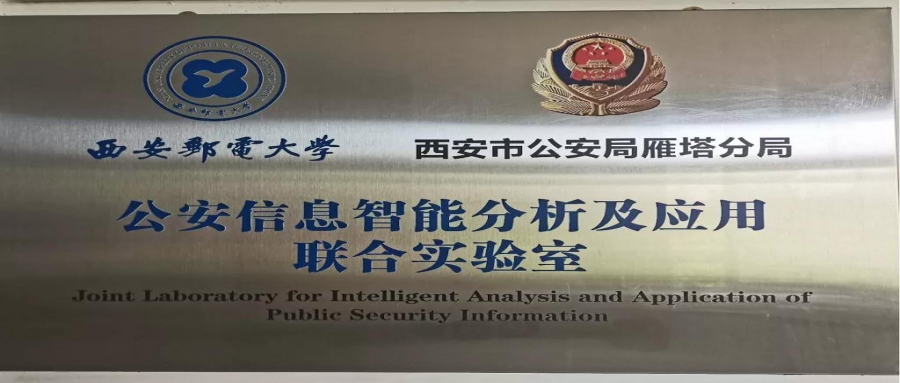 西安郵電大学
西安市公安局雁塔分局
公安信息智能分析及应用
联合实验室
Joint Laboratory for Intelligent Analysis and Application of
Public Security Information